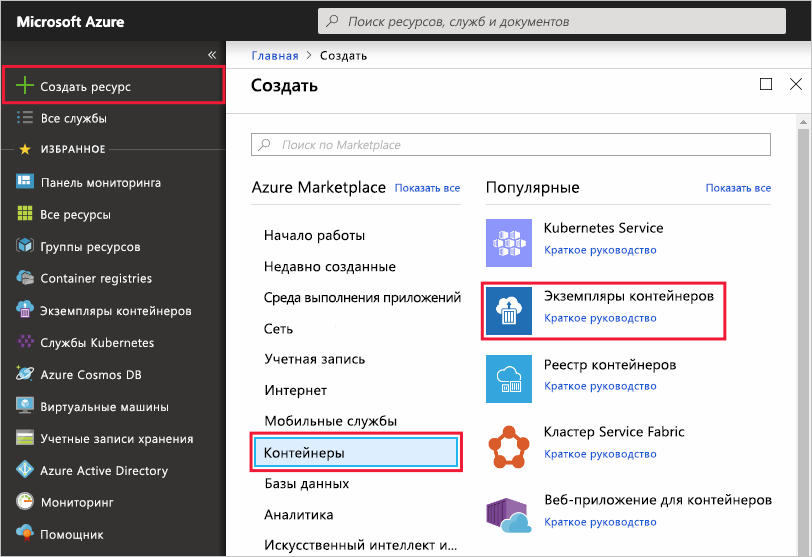 Microsoft Azure
Поиск ресурсов, служб и документов
«
Создать ресурс
Все службы
ИЗБРАННОЕ
Панель мониторинга
Все ресурсы
Группы ресурсов
Container registries
Экземпляры контейнеров
Службы Kubernetes
Azure Cosmos DB
Виртуальные машины
Учетные записи хранения
Azure Active Directory
Мониторинг
Помощник
Главная > Создать
Создать
Поиск по Marketplace
Azure Marketplace Показать все
Начало работы
Недавно созданные
Среда выполнения приложений
Сеть
Учетная запись
Интернет
Мобильные службы
Контейнеры
Базы данных
Аналитика
Искусственный интеллект и...
Популярные Показать все
Kubernetes Service
Краткое руководство
Экземпляры контейнеров
Краткое руководство
Реестр контейнеров
Краткое руководство
Кластер Service Fabric
Краткое руководство
Веб-приложение для контейнеров
Краткое руководство